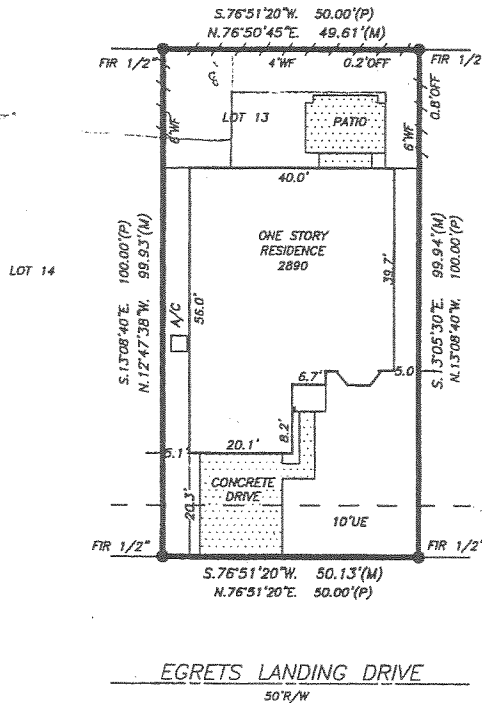 S.76°51'20"W. 50.00'(P)
N.76°50'45"E. 49.61'(M)
FIR 1/2"
4'WF
0.2'OFF
FIR 1/2
6'WF
LOT 13
PATIO
6'WF
0.8'OFF
40.0'
LOT 14
S.13°08'40"E. 100.00'(P)
N.12°47'38"W. 99.93'(M)
A/C
56.0'
ONE STORY
RESIDENCE
2890
39.7'
S.13°05'30"E. 99.94'(M)
N.13°08'40"W. 100.00'(P)
6.7'
5.0
8.2'
5.1'
20.1'
CONCRETE
DRIVE
20.3'
10'UE
FIR 1/2"
FIR 1/2'
S.76°51'20"W. 50.13'(M)
N.76°51'20"E. 50.00'(P)
EGRETS LANDING DRIVE
50'R/W